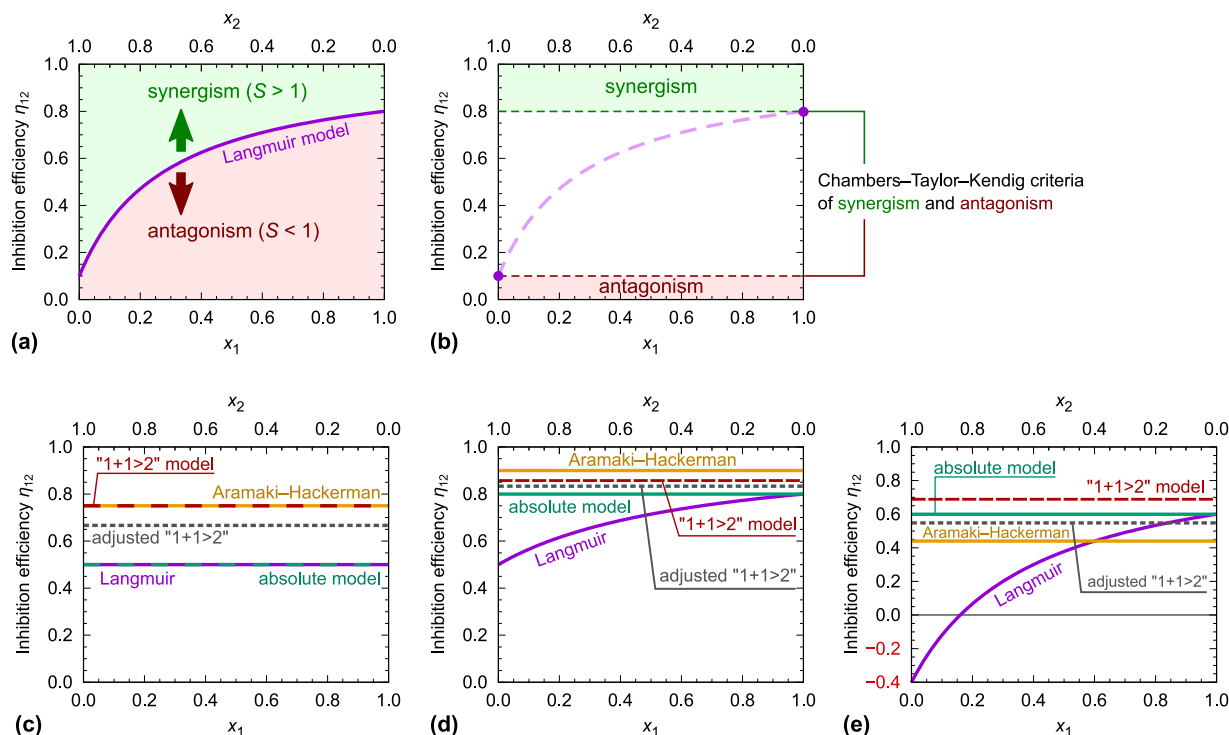 x2
1.0 0.8 0.6 0.4 0.2 0.0
Inhibition efficiency η12
1.0
0.8
0.6
0.4
0.2
0.0
synergism (S > 1)
Langmuir model
antagonism (S < 1)
0.0 0.2 0.4 0.6 0.8 1.0
x1
(a)
x2
1.0 0.8 0.6 0.4 0.2 0.0
Inhibition efficiency η12
1.0
0.8
0.6
0.4
0.2
0.0
synergism
antagonism
0.0 0.2 0.4 0.6 0.8 1.0
x1
(b)
Chambers–Taylor–Kendig criteria
of synergism and antagonism
x2
1.0 0.8 0.6 0.4 0.2 0.0
Inhibition efficiency η12
1.0
0.8
0.6
0.4
0.2
0.0
"1+1>2" model
Aramaki–Hackerman
adjusted "1+1>2"
Langmuir absolute model
0.0 0.2 0.4 0.6 0.8 1.0
x1
(c)
x2
1.0 0.8 0.6 0.4 0.2 0.0
Inhibition efficiency η12
1.0
0.8
0.6
0.4
0.2
0.0
Aramaki–Hackerman
absolute model
"1+1>2" model
Langmuir
adjusted "1+1>2"
0.0 0.2 0.4 0.6 0.8 1.0
x1
(d)
x2
1.0 0.8 0.6 0.4 0.2 0.0
Inhibition efficiency η12
1.0
0.8
0.6
0.4
0.2
0.0
−0.2
−0.4
absolute model
"1+1>2" model
Aramaki–Hackerman
Langmuir
adjusted "1+1>2"
0.0 0.2 0.4 0.6 0.8 1.0
x1
(e)